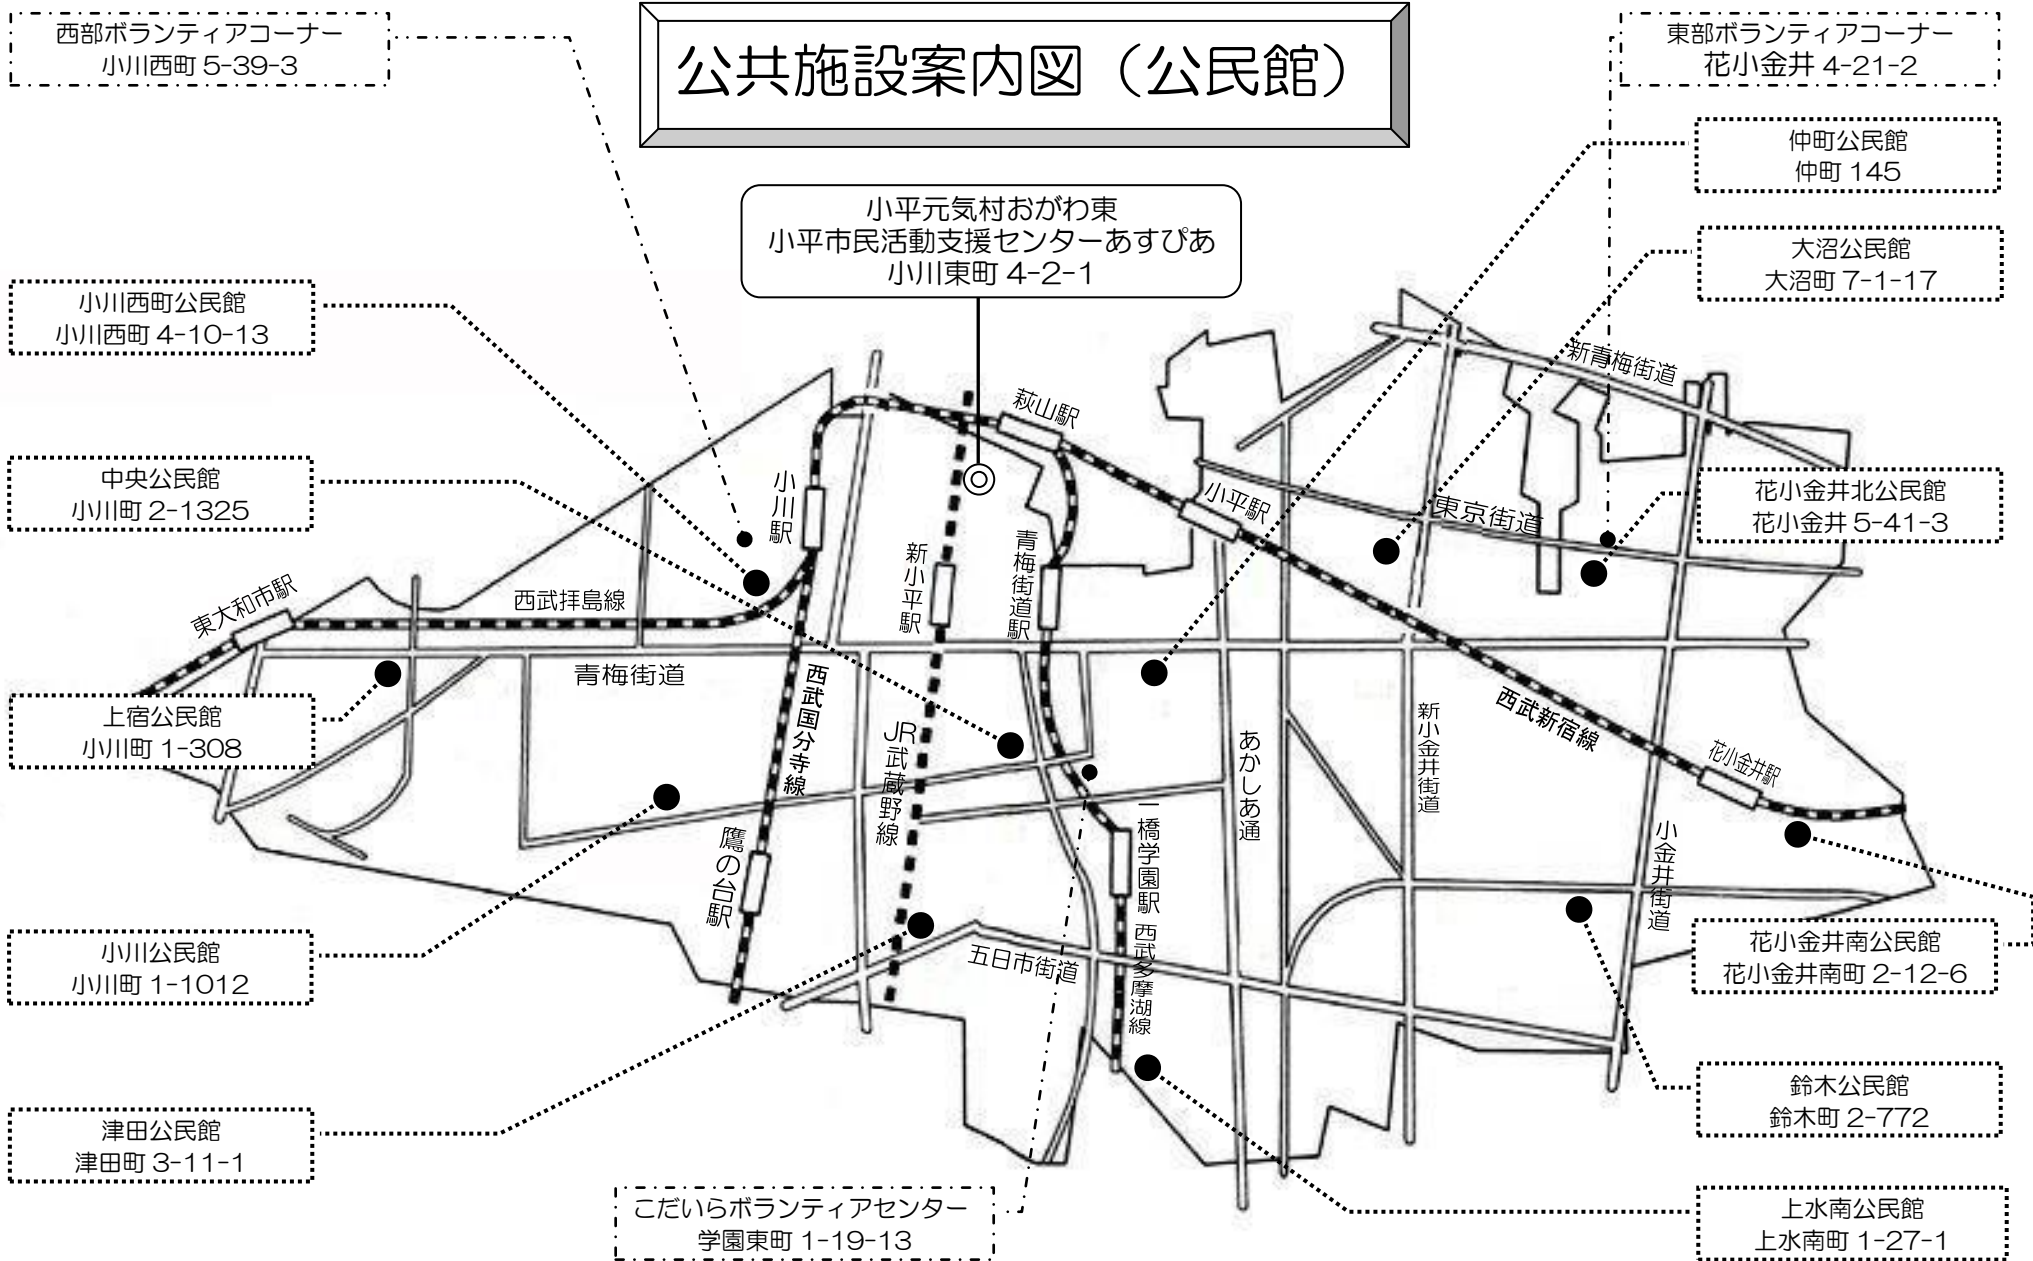 公共施設案内図（公民館）
西部ボランティアコーナー
小川西町 5-39-3
東部ボランティアコーナー
花小金井 4-21-2
仲町公民館
仲町 145
小平元気村おがわ東
小平市民活動支援センターあすぴあ
小川東町 4-2-1
大沼公民館
大沼町 7-1-17
小川西町公民館
小川西町 4-10-13
中央公民館
小川町 2-1325
花小金井北公民館
花小金井 5-41-3
上宿公民館
小川町 1-308
小川公民館
小川町 1-1012
花小金井南公民館
花小金井南町 2-12-6
津田公民館
津田町 3-11-1
鈴木公民館
鈴木町 2-772
こだいらボランティアセンター
学園東町 1-19-13
上水南公民館
上水南町 1-27-1
新青梅街道
萩山駅
小川駅
小平駅
東京街道
新小平駅
青梅街道駅
東大和市駅
西武拝島線
青梅街道
西武国分寺線
JR武蔵野線
あかしあ通
新小金井街道
西武新宿線
花小金井駅
一橋学園駅
鷹の台駅
小金井街道
五日市街道
西武多摩湖線